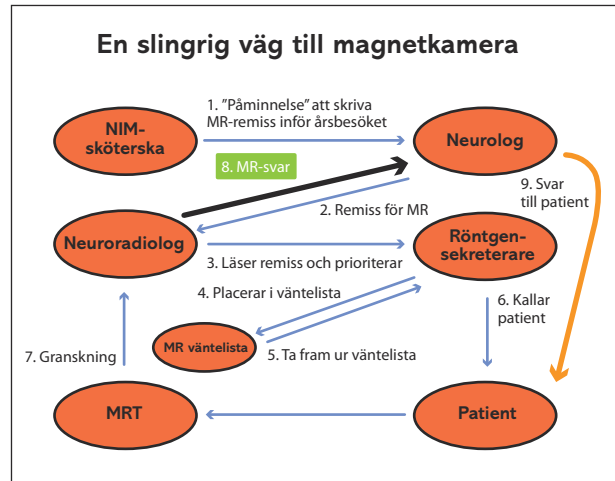 En slingrig väg till magnetkamera
1. ”Påminnelse” att skriva
MR-remiss inför årsbesöket
NIM-
sköterska
Neurolog
8. MR-svar
9. Svar
till patient
2. Remiss för MR
Neuroradiolog
Röntgen-
sekreterare
3. Läser remiss och prioriterar
4. Placerar i väntelista
6. Kallar
patient
MR väntelista
5. Ta fram ur väntelista
7. Granskning
MRT
Patient